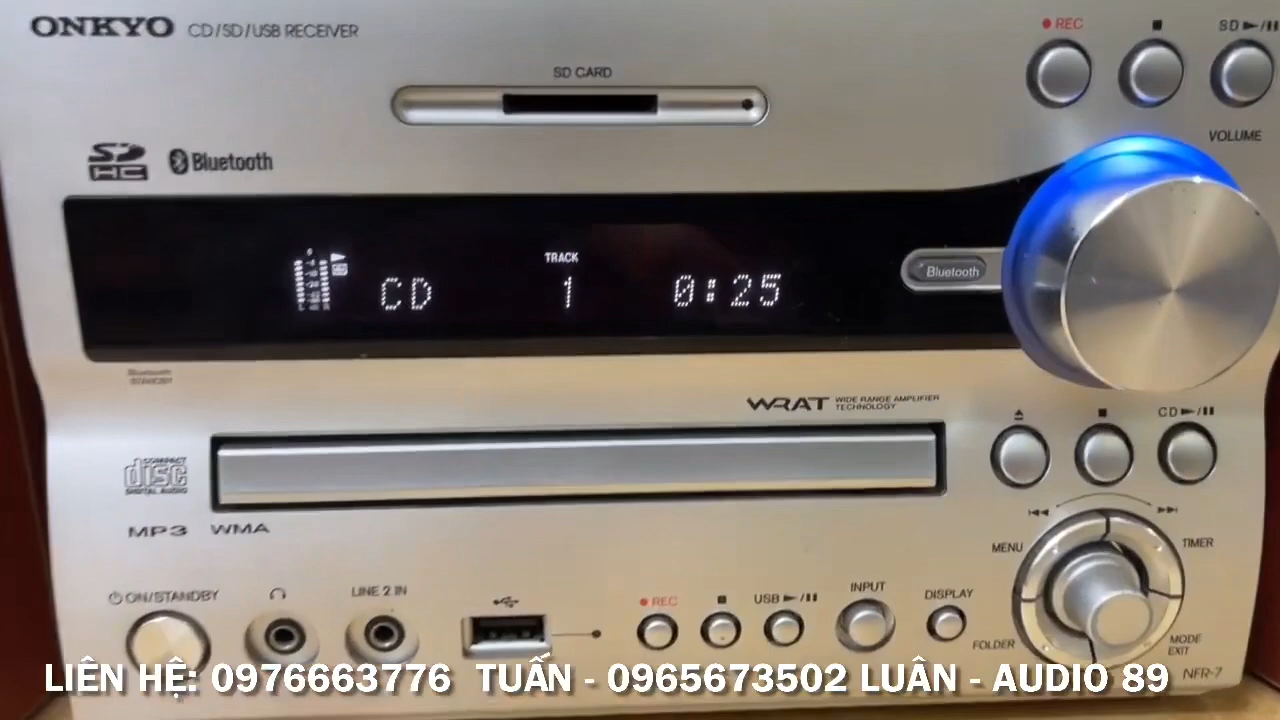 ONKYO CD/SD/USB RECEIVER
REC SD
SD CARD
VOLUME
SD HC Bluetooth
TRACK
CD 1 0:25
Bluetooth
Bluetooth
STANDBY
WRAT WIDE RANGE AMPLIFIER
TECHNOLOGY
CD
COMPACT
disc
DIGITAL AUDIO
MP3 WMA
MENU TIMER
ON/STANDBY LINE 2 IN REC USB INPUT DISPLAY
FOLDER MODE
EXIT
NFR-7
LIÊN HỆ: 0976663776 TUẤN - 0965673502 LUÂN - AUDIO 89